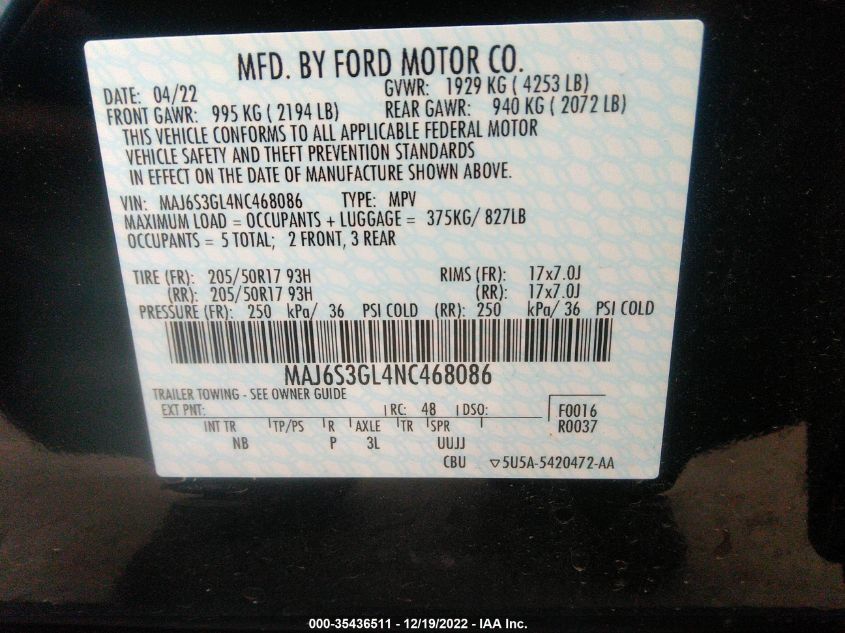 MFD. BY FORD MOTOR CO.
DATE: 04/22 GVWR: 1929 KG ( 4253 LB)
FRONT GAWR: 995 KG ( 2194 LB) REAR GAWR: 940 KG ( 2072 LB)
THIS VEHICLE CONFORMS TO ALL APPLICABLE FEDERAL MOTOR
VEHICLE SAFETY AND THEFT PREVENTION STANDARDS
IN EFFECT ON THE DATE OF MANUFACTURE SHOWN ABOVE.
VIN: MAJ6S3GL4NC468086 TYPE: MPV
MAXIMUM LOAD = OCCUPANTS + LUGGAGE = 375KG/ 827LB
OCCUPANTS = 5 TOTAL; 2 FRONT, 3 REAR
TIRE (FR): 205/50R17 93H RIMS (FR): 17x7.0J
(RR): 205/50R17 93H (RR): 17x7.0J
PRESSURE (FR): 250 kPa/ 36 PSI COLD (RR): 250 kPa/ 36 PSI COLD
MAJ6S3GL4NC468086
TRAILER TOWING - SEE OWNER GUIDE
EXT PNT: RC: 48 DSO: F0016
INT TR TP/PS R AXLE TR SPR R0037
NB P 3L UUJJ
CBU ▽5U5A-5420472-AA
000-35436511 - 12/19/2022 - IAA Inc.